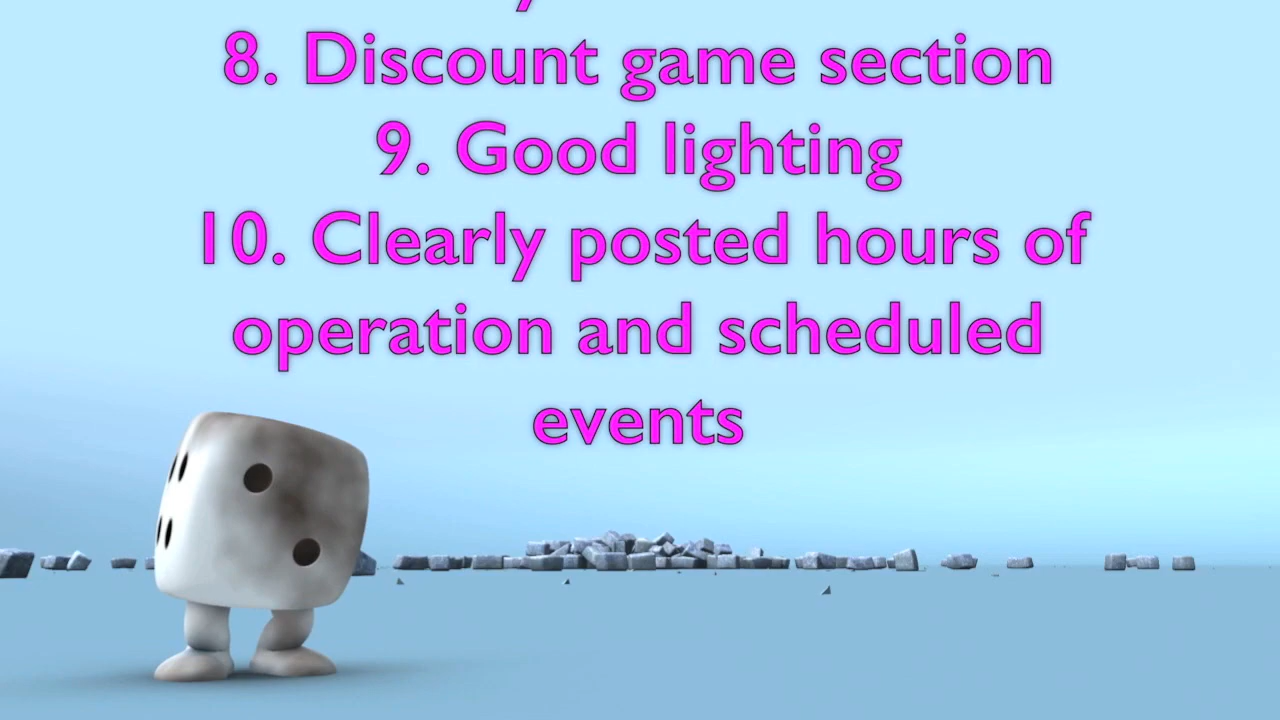 8. Discount game section
9. Good lighting
10. Clearly posted hours of
operation and scheduled
events